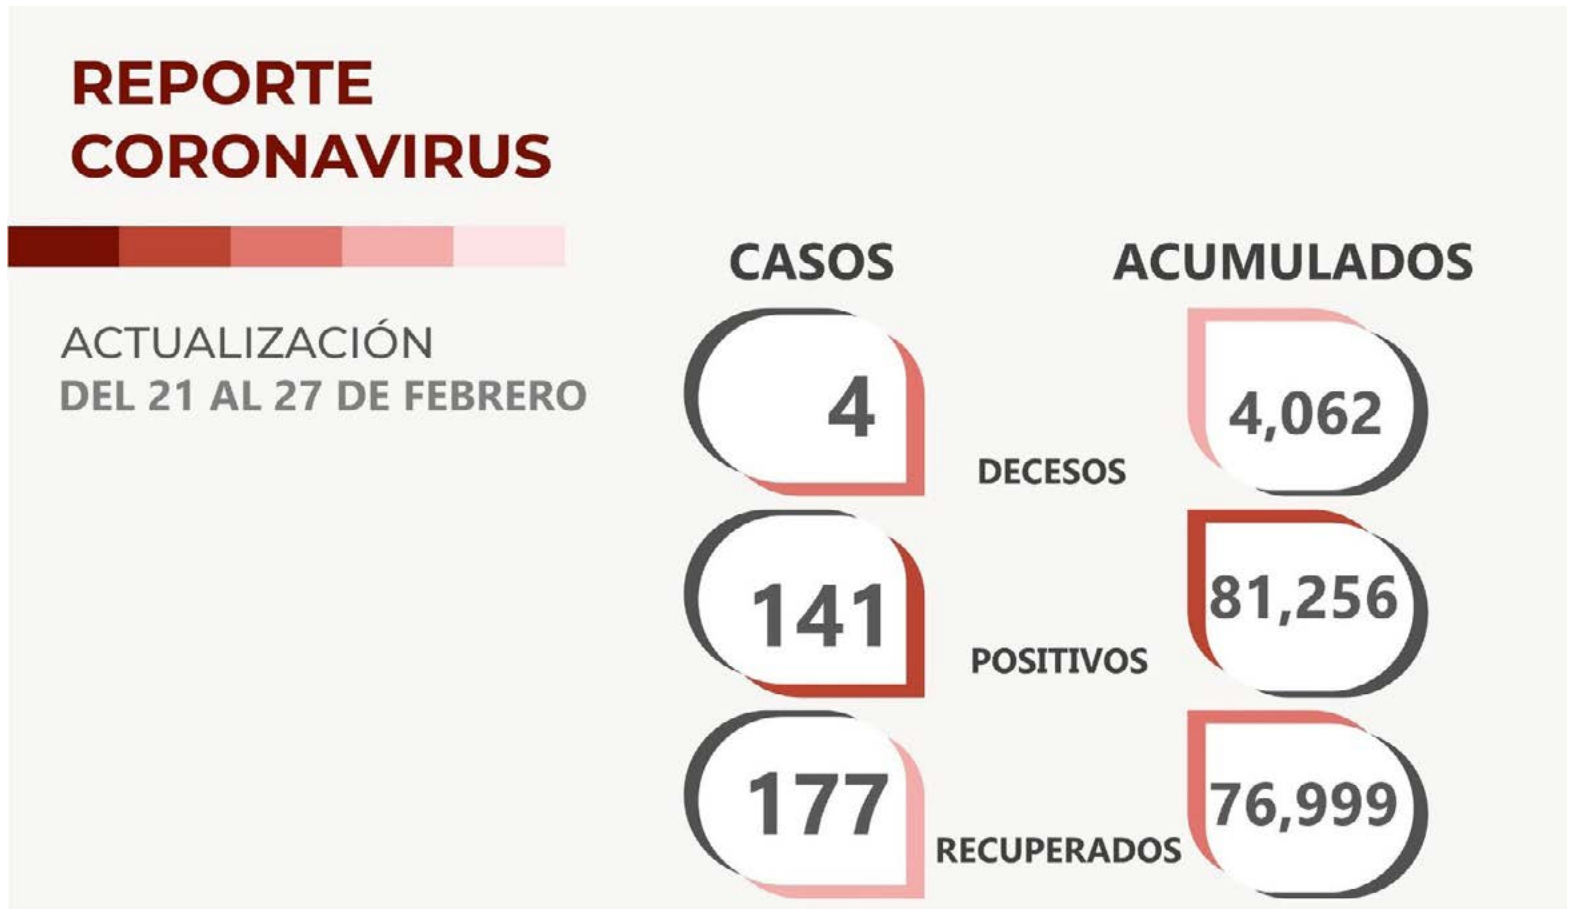 REPORTE
CORONAVIRUS
ACTUALIZACIÓN
DEL 21 AL 27 DE FEBRERO
CASOS
ACUMULADOS
4
DECESOS
4,062
141
POSITIVOS
81,256
177
RECUPERADOS
76,999